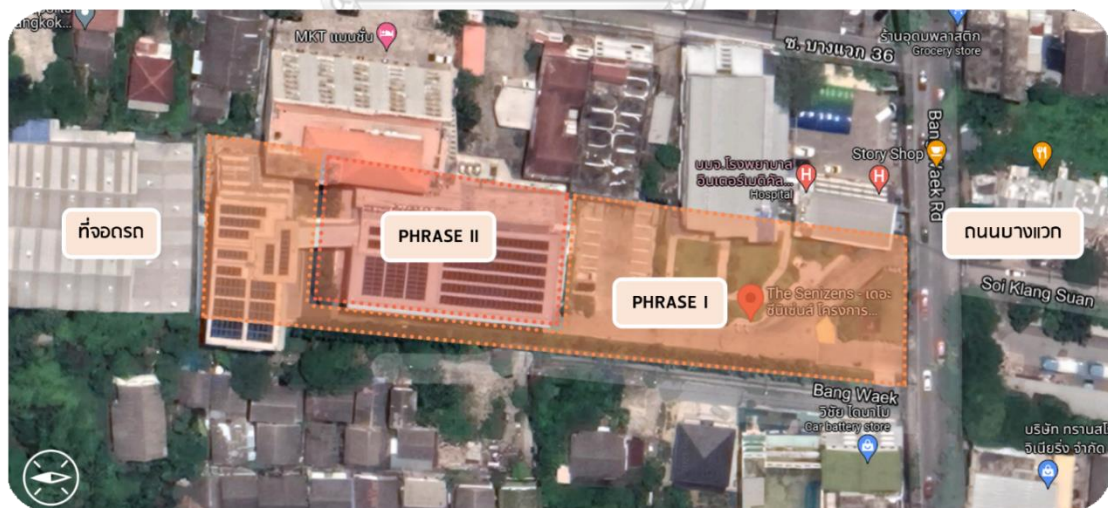 angkok...
MKT แมนชั่น
ร้านอุดมพลาสติก
Grocery store
ซ. บางแวก 36
Story Shop
บมจ.โรงพยาบาล
อินเตอร์เมดิคัล...
Hospital
H
H
ที่จอดรถ
PHRASE II
PHRASE I
The Senizens - เดอะ
ซีเซ่นส์ โครงการ...
ถนนบางแวก
Soi Klang Suan
Bang Waek
วิชัย ไดนาโม
Car battery store
บริษัท ทรานส์
อิเนียริ่ง จำกัด